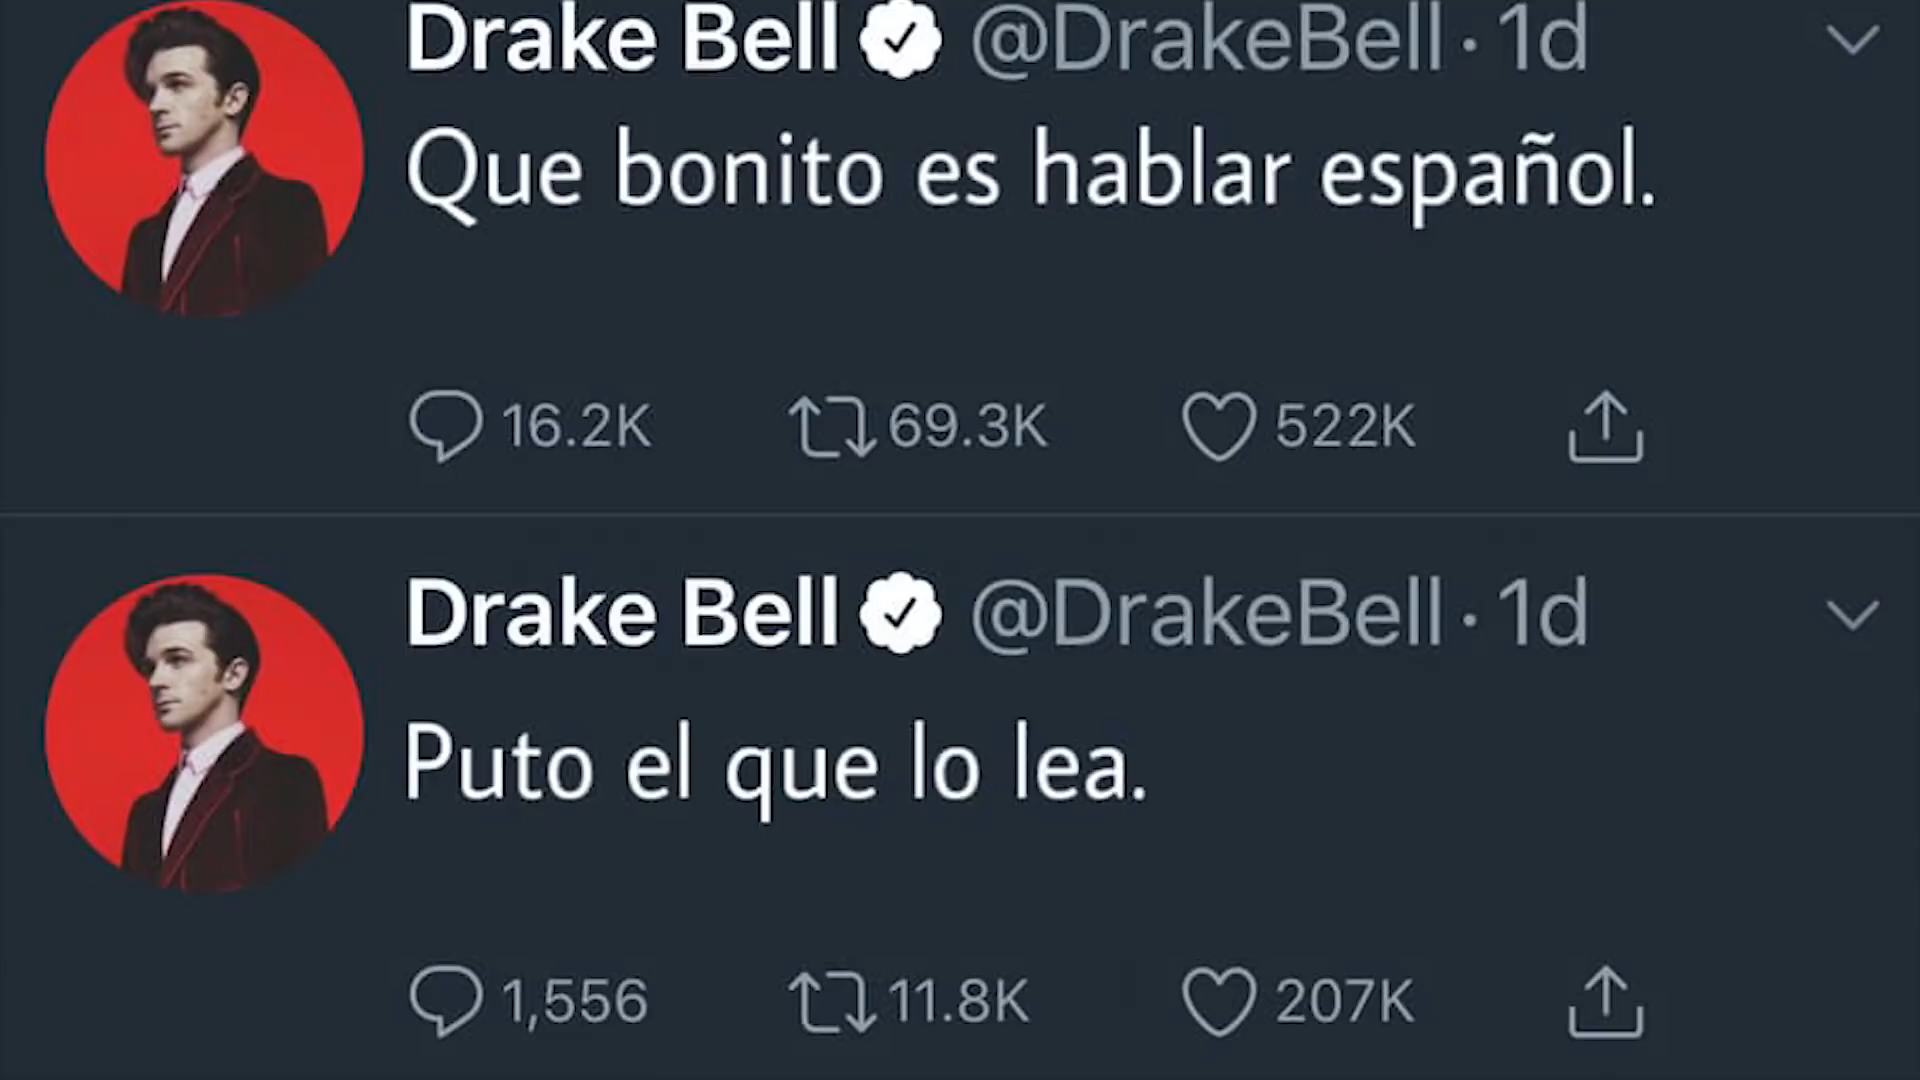 Drake Bell @DrakeBell · 1d
Que bonito es hablar español.
16.2K 69.3K 522K
Drake Bell @DrakeBell · 1d
Puto el que lo lea.
1,556 11.8K 207K